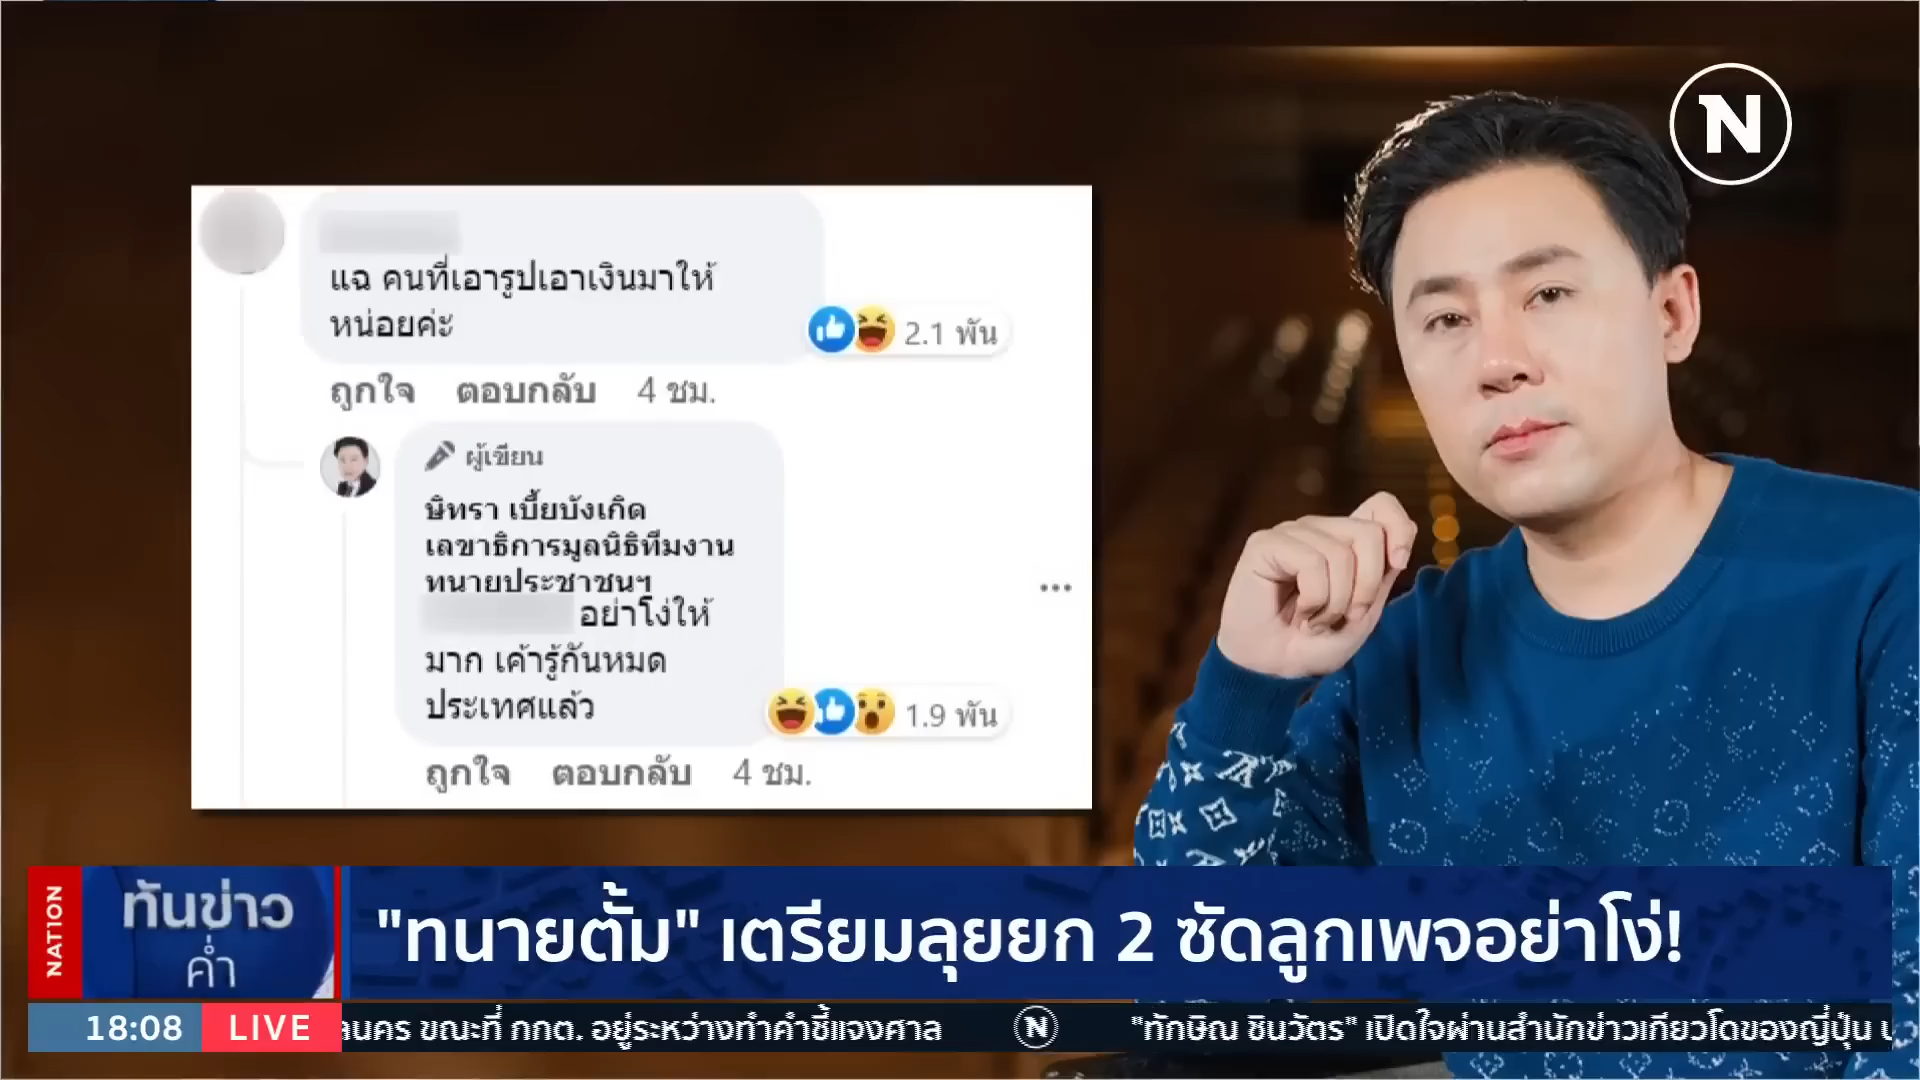 N
แฉ คนที่เอารูปเอาเงินมาให้
หน่อยค่ะ
2.1 พัน
ถูกใจ ตอบกลับ 4 ชม.
ผู้เขียน
ษิทรา เบี้ยบังเกิด
เลขาธิการมูลนิธิทีมงาน
ทนายประชาชนฯ
อย่าโง่ให้
มาก เค้ารู้กันหมด
ประเทศแล้ว
1.9 พัน
ถูกใจ ตอบกลับ 4 ชม.
NATION
ทันข่าว
ค่ำ
"ทนายตั้ม" เตรียมลุยยก 2 ซัดลูกเพจอย่าโง่!
18:08 LIVE
ลนคร ขณะที่ กกต. อยู่ระหว่างทำคำชี้แจงศาล N "ทักษิณ ชินวัตร" เปิดใจผ่านสำนักข่าวเกียวโดของญี่ปุ่น